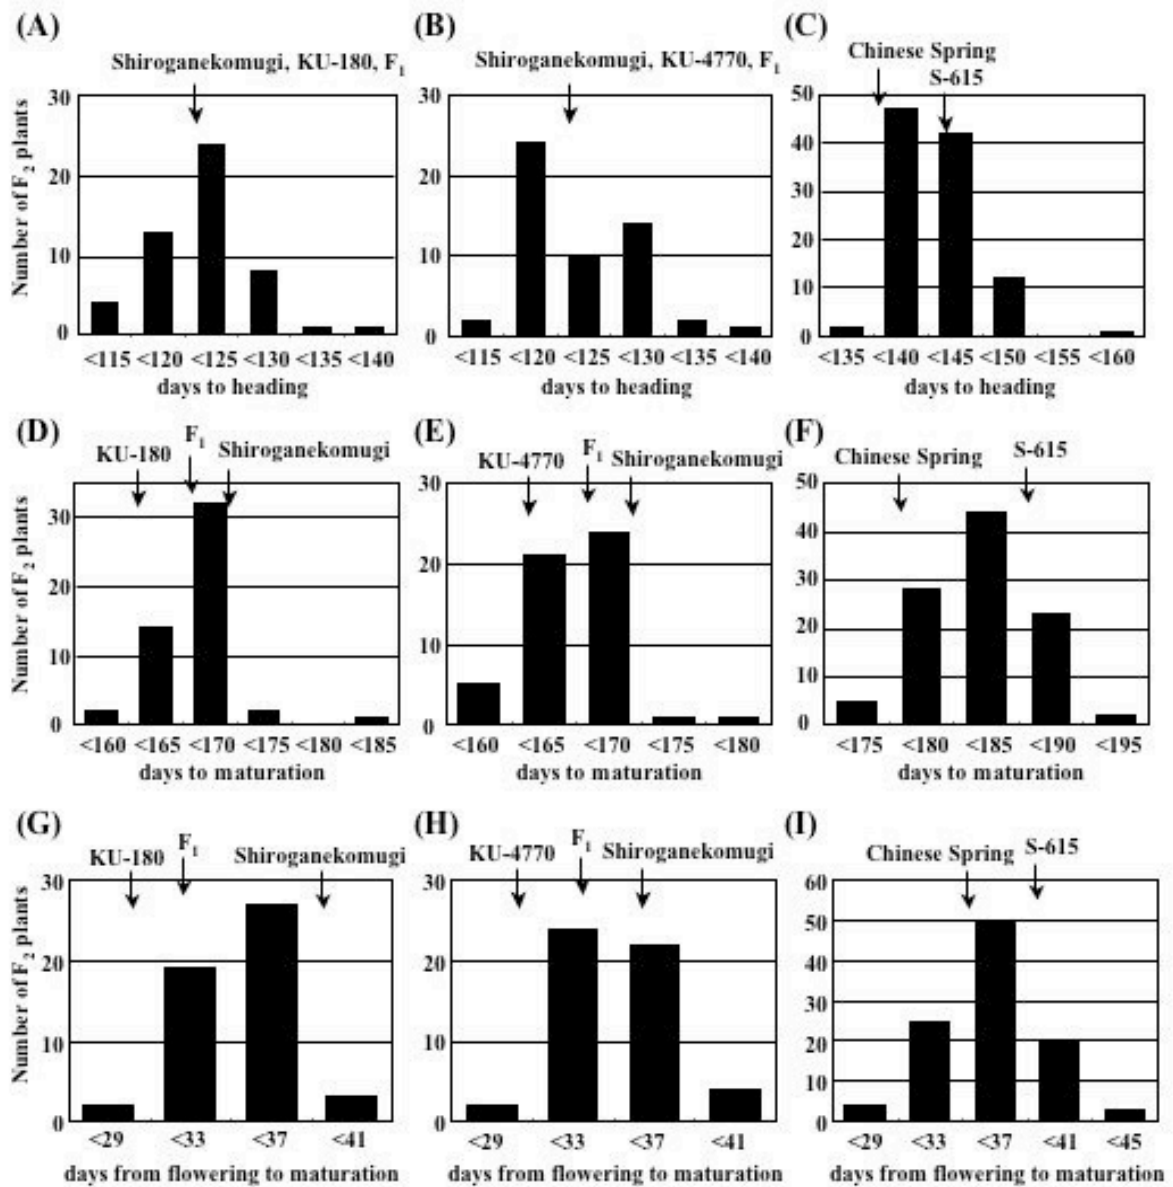 (A)
Shiroganekomugi, KU-180, F1
Number of F2 plants
30
20
10
0
<115 <120 <125 <130 <135 <140
days to heading
(B)
Shiroganekomugi, KU-4770, F1
30
20
10
0
<115 <120 <125 <130 <135 <140
days to heading
(C)
Chinese Spring
S-615
50
40
30
20
10
0
<135 <140 <145 <150 <155 <160
days to heading
(D)
F1
KU-180 Shiroganekomugi
Number of F2 plants
30
20
10
0
<160 <165 <170 <175 <180 <185
days to maturation
(E)
F1
KU-4770 Shiroganekomugi
30
20
10
0
<160 <165 <170 <175 <180
days to maturation
(F)
Chinese Spring S-615
50
40
30
20
10
0
<175 <180 <185 <190 <195
days to maturation
(G)
F1
KU-180 Shiroganekomugi
Number of F2 plants
30
20
10
0
<29 <33 <37 <41
days from flowering to maturation
(H)
F1
KU-4770 Shiroganekomugi
30
20
10
0
<29 <33 <37 <41
days from flowering to maturation
(I)
Chinese Spring S-615
60
50
40
30
20
10
0
<29 <33 <37 <41 <45
days from flowering to maturation